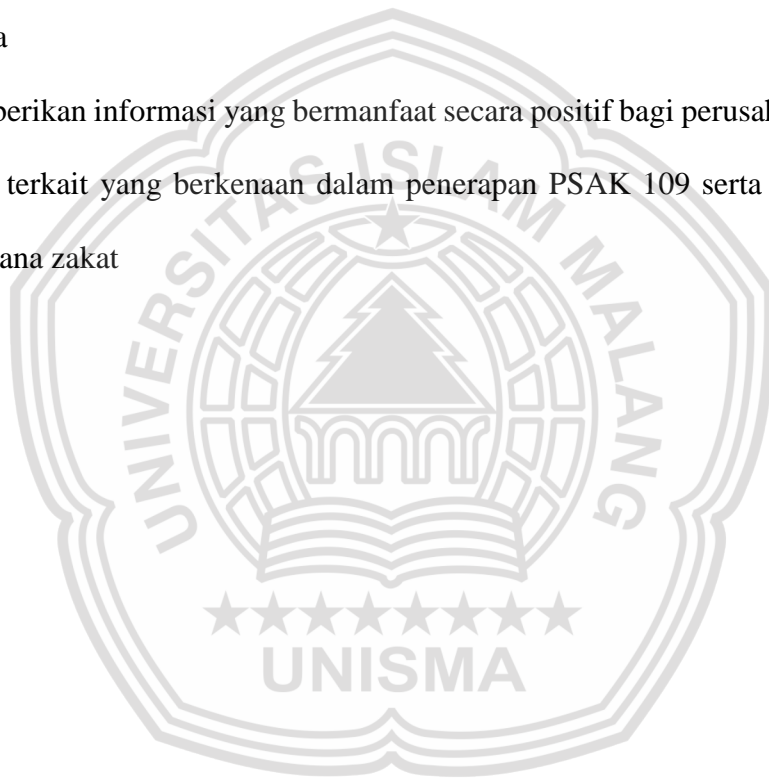 a
berikan informasi yang bermanfaat secara positif bagi
terkait yang berkenaan dalam penerapan PSAK 109 serta
ana zakat
UNIVERSITAS ISLAM MALANG
UNISMA